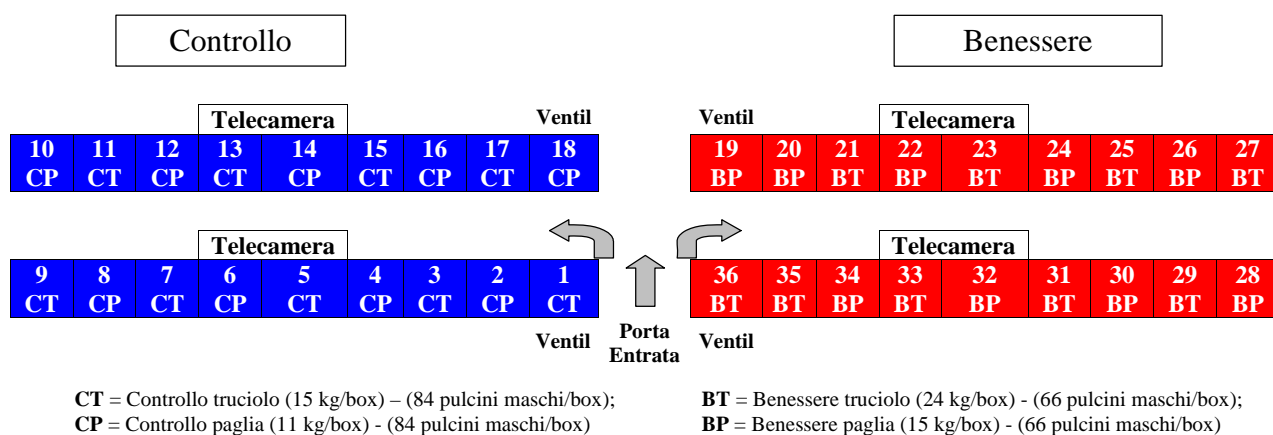 Controllo Benessere
Telecamera Ventil Ventil Telecamera
10 11 12 13 14 15 16 17 18 19 20 21 22 23 24 25 26 27
CP CT CP CT CP CT CP CT CP BP BP BT BP BT BP BT BP BT
Telecamera Telecamera
9 8 7 6 5 4 3 2 1 36 35 34 33 32 31 30 29 28
CT CP CT CP CT CP CT CP CT BT BT BP BT BP BT BP BT BP
Ventil Porta Ventil
Entrata
CT = Controllo truciolo (15 kg/box) – (84 pulcini maschi/box); BT = Benessere truciolo (24 kg/box) - (66 pulcini maschi/box);
CP = Controllo paglia (11 kg/box) - (84 pulcini maschi/box) BP = Benessere paglia (15 kg/box) - (66 pulcini maschi/box)